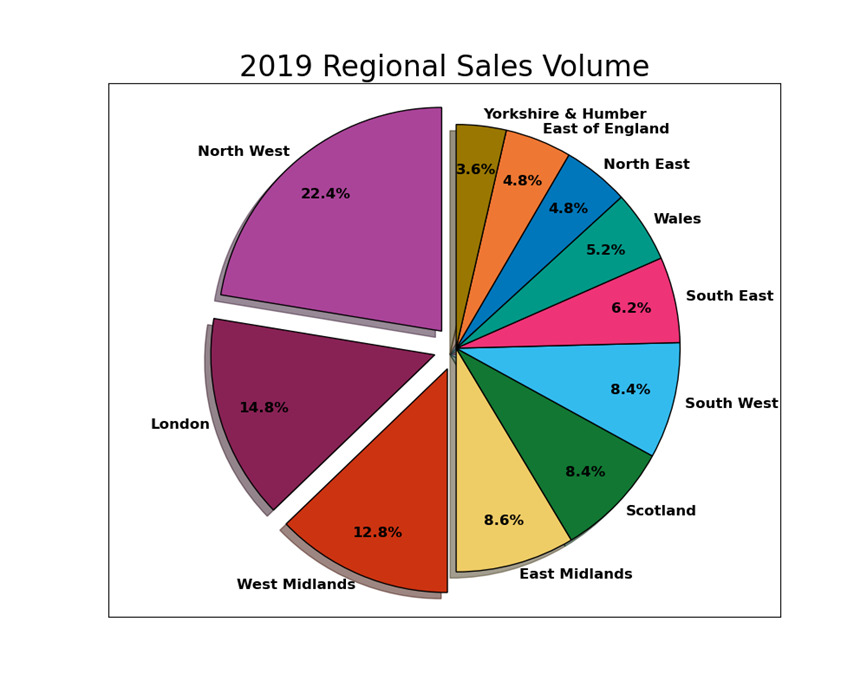 2019 Regional Sales Volume
Yorkshire & Humber
3.6%
East of England
4.8%
North East
4.8%
Wales
5.2%
South East
6.2%
South West
8.4%
Scotland
8.4%
East Midlands
8.6%
West Midlands
12.8%
London
14.8%
North West
22.4%